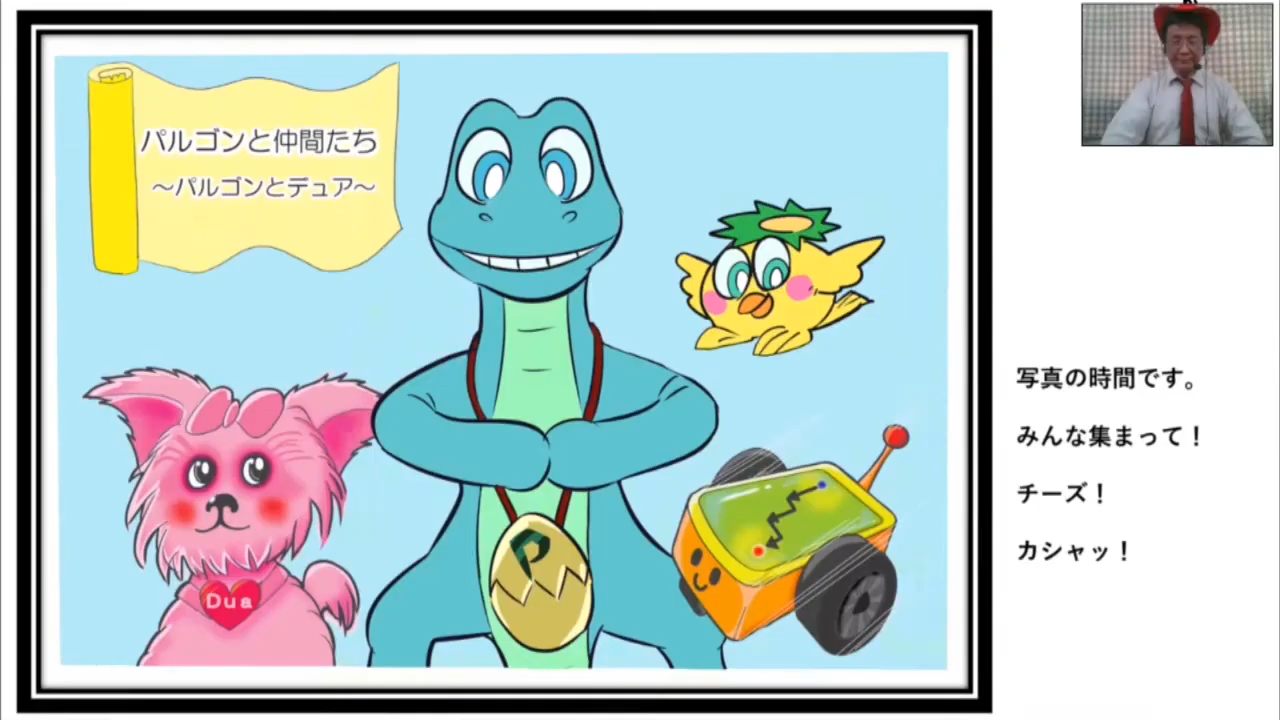 パルゴンと仲間たち
～パルゴンとデュア～
Dua
P
写真の時間です。
みんな集まって！
チーズ！
カシャッ！